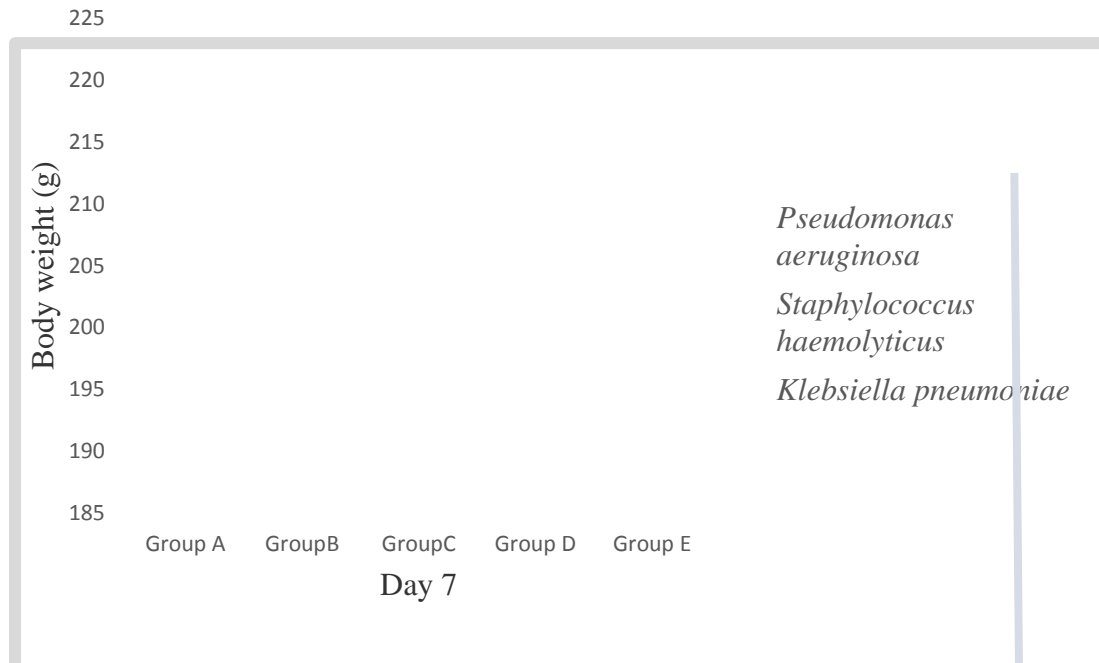 225
220
215
210
205
200
195
190
185
Body weight (g)
Group A GroupB GroupC Group D Group E
Day 7
Pseudomonas
aeruginosa
Staphylococcus
haemolyticus
Klebsiella pneumoniae